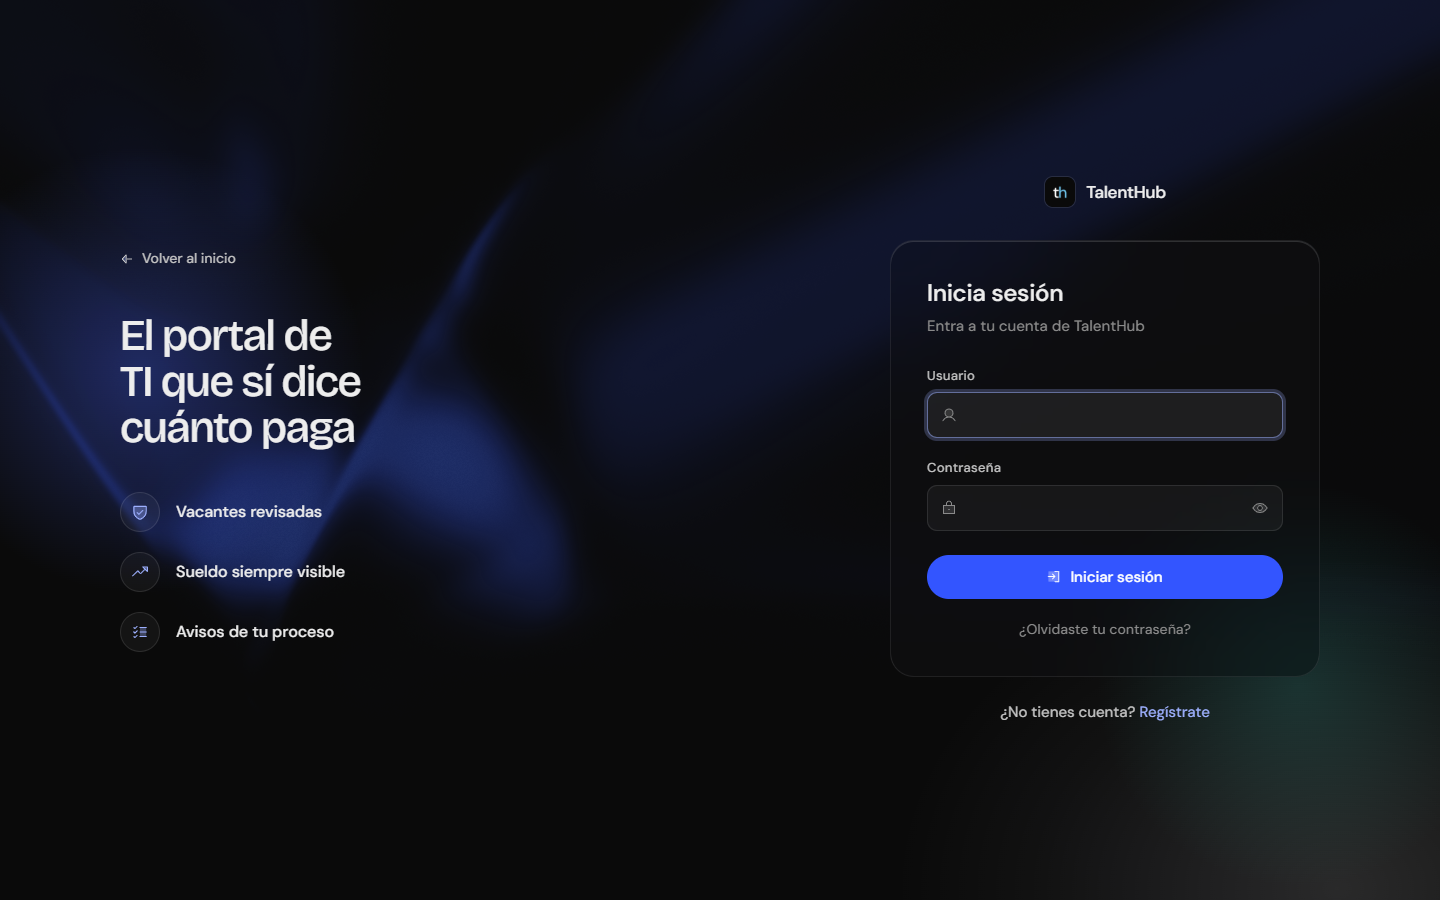 th TalentHub
Volver al inicio
El portal de
TI que sí dice
cuánto paga
Vacantes revisadas
Sueldo siempre visible
Avisos de tu proceso
Inicia sesión
Entra a tu cuenta de TalentHub
Usuario
Contraseña
Iniciar sesión
¿Olvidaste tu contraseña?
¿No tienes cuenta? Regístrate